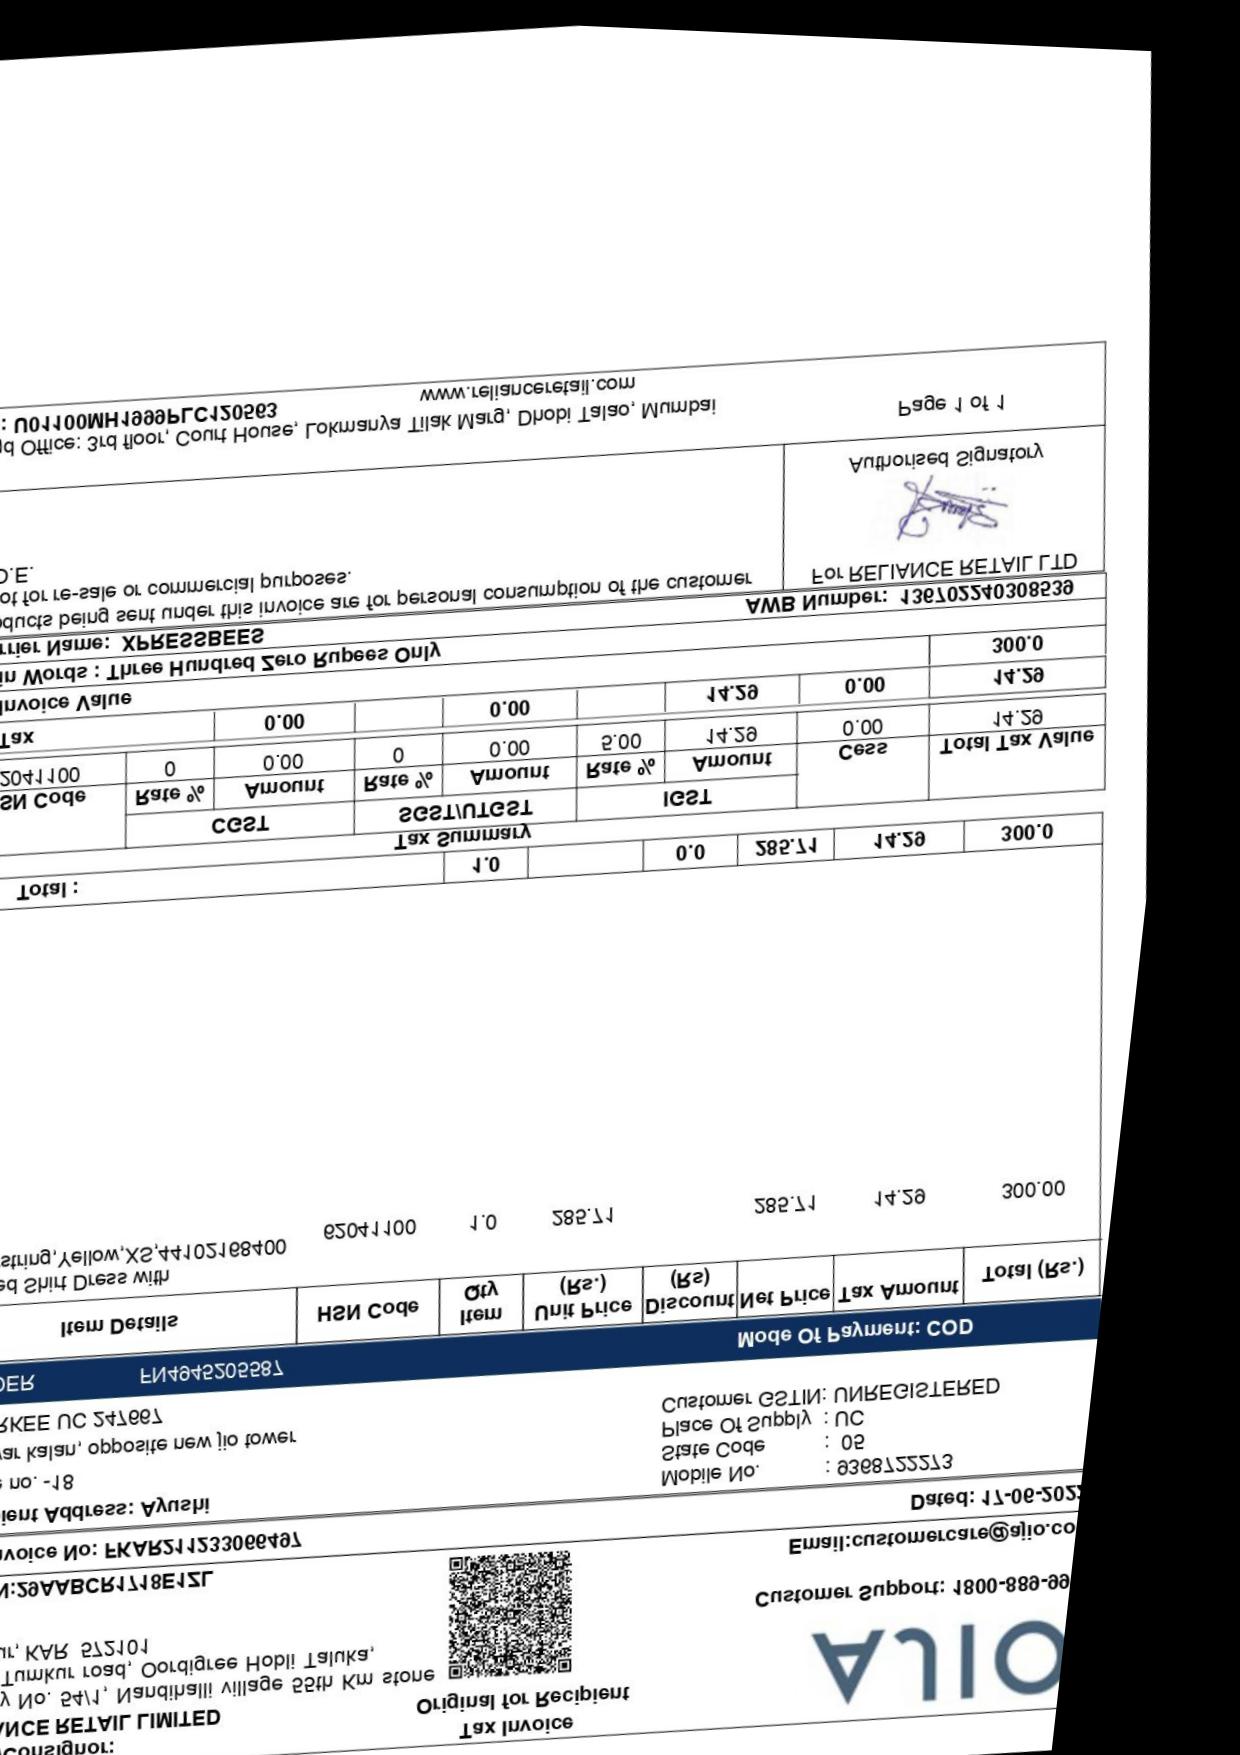 Consignor:
Tax Invoice
ANCE RETAIL LIMITED
Original for Recipient
AJIO
y No. 54/1, Nandihalli village 55th Km stone
Tumkur road, Oordigree Hobli Taluka,
ur, KAR 572101
Customer Support: 1800-889-99
N:29AABCR1718E1ZL
Email:customercare@ajio.co
nvoice No: FKAR211233066497
Dated: 17-06-202
ient Address: Ayushi
e no. -18
Mobile No. : 9368722273
State Code : 05
ar kalan, opposite new jio tower
Place Of Supply : UC
RKEE UC 247667
Customer GSTIN: UNREGISTERED
DER FN4945205587 Mode Of Payment: COD
Item Details HSN Code Item Qty Unit Price (Rs.) Discount (Rs) Net Price Tax Amount Total (Rs.)
ed Shirt Dress with
string,Yellow,XS,44102168400 62041100 1.0 285.71 285.71 14.29 300.00
Total : 1.0 0.0 285.71 14.29 300.0
Tax Summary
HSN Code CGST SGST/UTGST IGST Cess Total Tax Value
Rate % Amount Rate % Amount Rate % Amount
2041100 0 0.00 0 0.00 5.00 14.29 0.00 14.29
Tax 0.00 0.00 14.29 0.00 14.29
Invoice Value 300.0
in Words : Three Hundred Zero Rupees Only
rrier Name: XPRESSBEES AWB Number: 136702240308539
oducts being sent under this invoice are for personal consumption of the customer
ot for re-sale or commercial purposes.
O.E.
For RELIANCE RETAIL LTD
Authorised Signatory
d Office: 3rd floor, Court House, Lokmanya Tilak Marg, Dhobi Talao, Mumbai
: U01100MH1999PLC120563 www.relianceretail.com Page 1 of 1